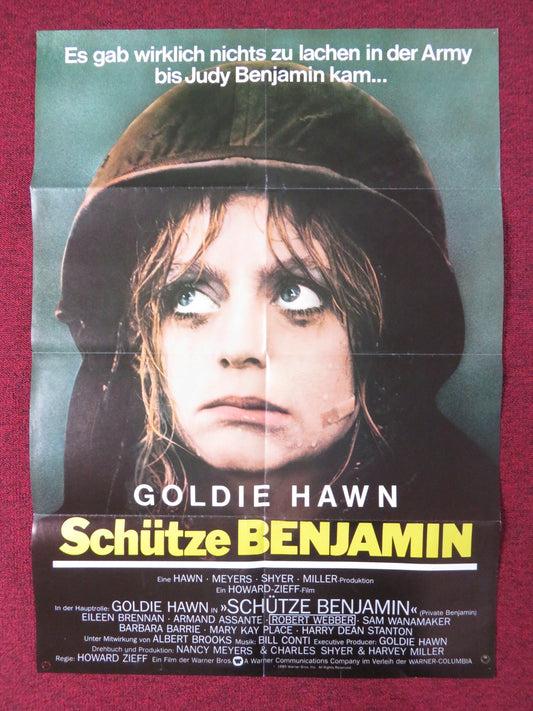 Es gab wirklich nichts zu lachen in der Army
bis Judy Benjamin kam...
GOLDIE HAWN
Schütze BENJAMIN
Eine HAWN · MEYERS · SHYER · MILLER-Produktion
Ein HOWARD-ZIEFF-Film
In der Hauptrolle: GOLDIE HAWN IN »SCHÜTZE BENJAMIN« (Private Benjamin)
EILEEN BRENNAN · ARMAND ASSANTE · ROBERT WEBBER · SAM WANAMAKER
BARBARA BARRIE · MARY KAY PLACE · HARRY DEAN STANTON
Unter Mitwirkung von ALBERT BROOKS Musik: BILL CONTI Executive Producer: GOLDIE HAWN
Drehbuch und Produktion: NANCY MEYERS & CHARLES SHYER & HARVEY MILLER
Regie: HOWARD ZIEFF Ein Film der Warner Bros. A Warner Communications Company im Verleih der WARNER-COLUMBIA
All Rights Reserved